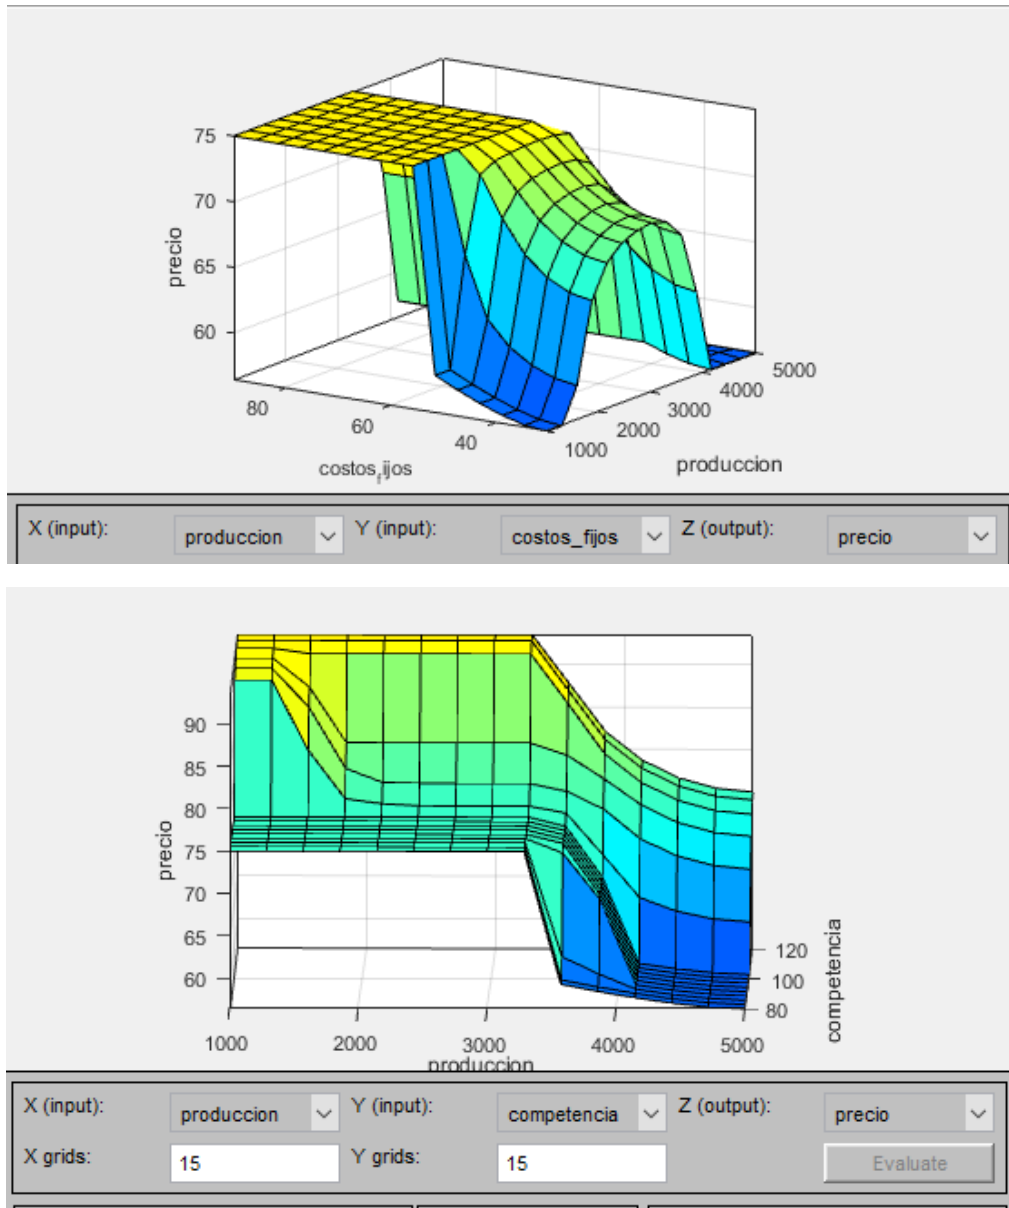 75
70
65
60
precio
80
60
40
costos_fijos
1000
2000
3000
4000
5000
produccion
X (input): produccion Y (input): costos_fijos Z (output): precio
90
85
80
75
70
65
60
precio
1000 2000 3000 4000 5000
produccion
120
100
80
competencia
X (input): produccion Y (input): competencia Z (output): precio
X grids: 15 Y grids: 15 Evaluate